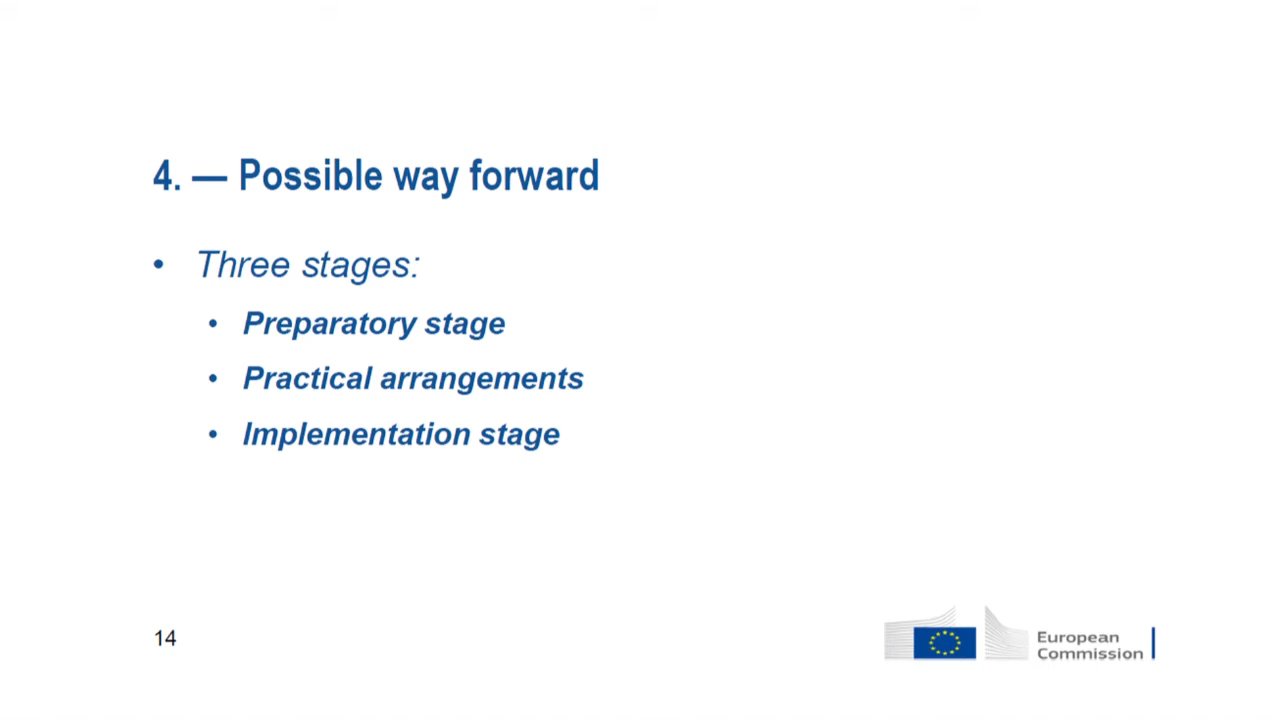 4. — Possible way forward
• Three stages:
• Preparatory stage
• Practical arrangements
• Implementation stage
14
European
Commission